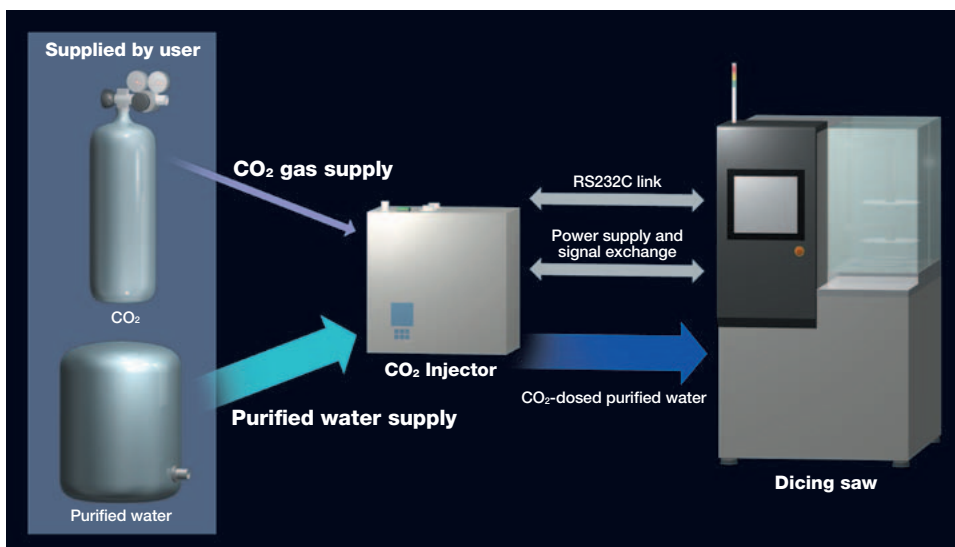 Supplied by user
CO₂ gas supply
CO₂
RS232C link
Power supply and
signal exchange
CO₂ Injector
CO₂-dosed purified water
Purified water supply
Dicing saw
Purified water